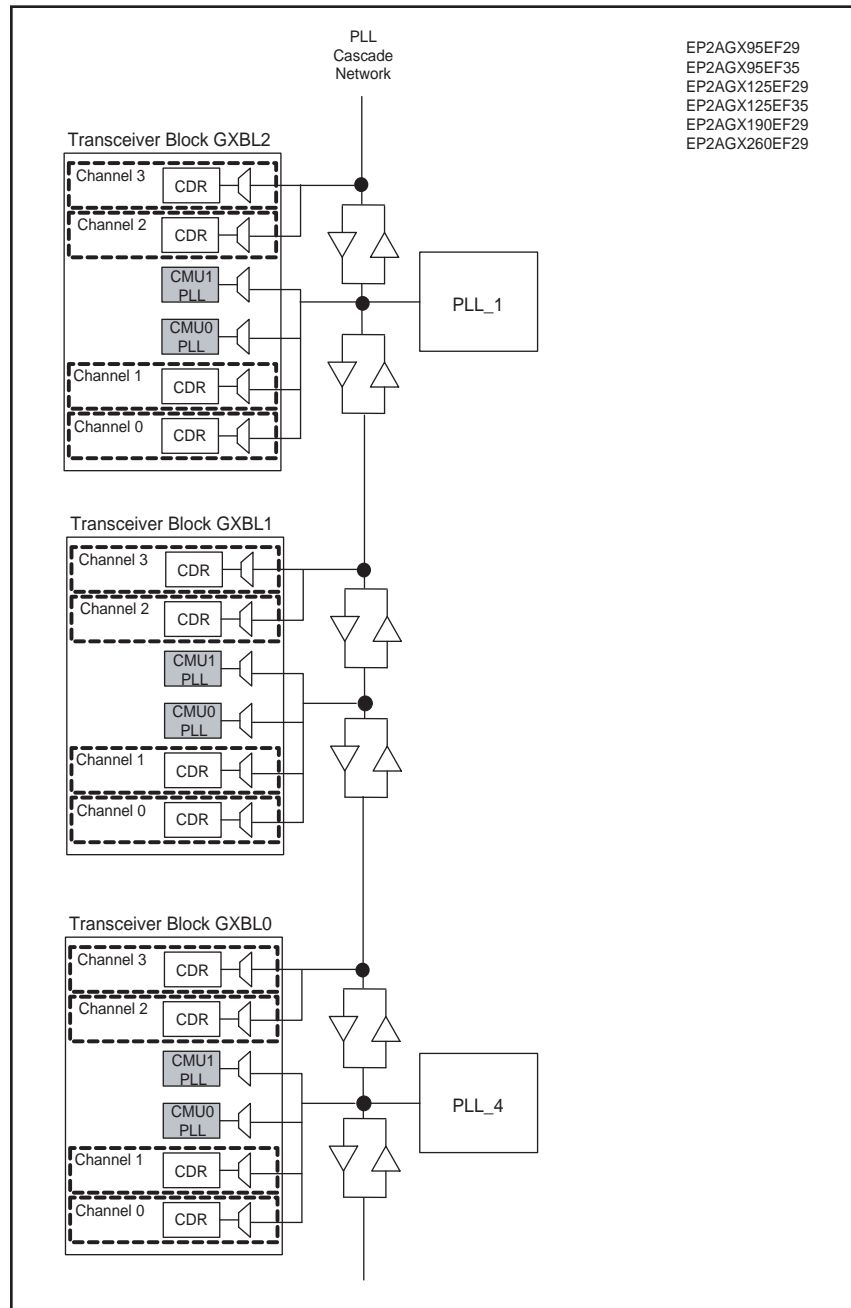 PLL
Cascade
Network
EP2AGX95EF29
EP2AGX95EF35
EP2AGX125EF29
EP2AGX125EF35
EP2AGX190EF29
EP2AGX260EF29
Transceiver Block GXBL2
Channel 3
CDR
Channel 2
CDR
CMU1
PLL
CMU0
PLL
Channel 1
CDR
Channel 0
CDR
PLL_1
Transceiver Block GXBL1
Channel 3
CDR
Channel 2
CDR
CMU1
PLL
CMU0
PLL
Channel 1
CDR
Channel 0
CDR
Transceiver Block GXBL0
Channel 3
CDR
Channel 2
CDR
CMU1
PLL
CMU0
PLL
Channel 1
CDR
Channel 0
CDR
PLL_4